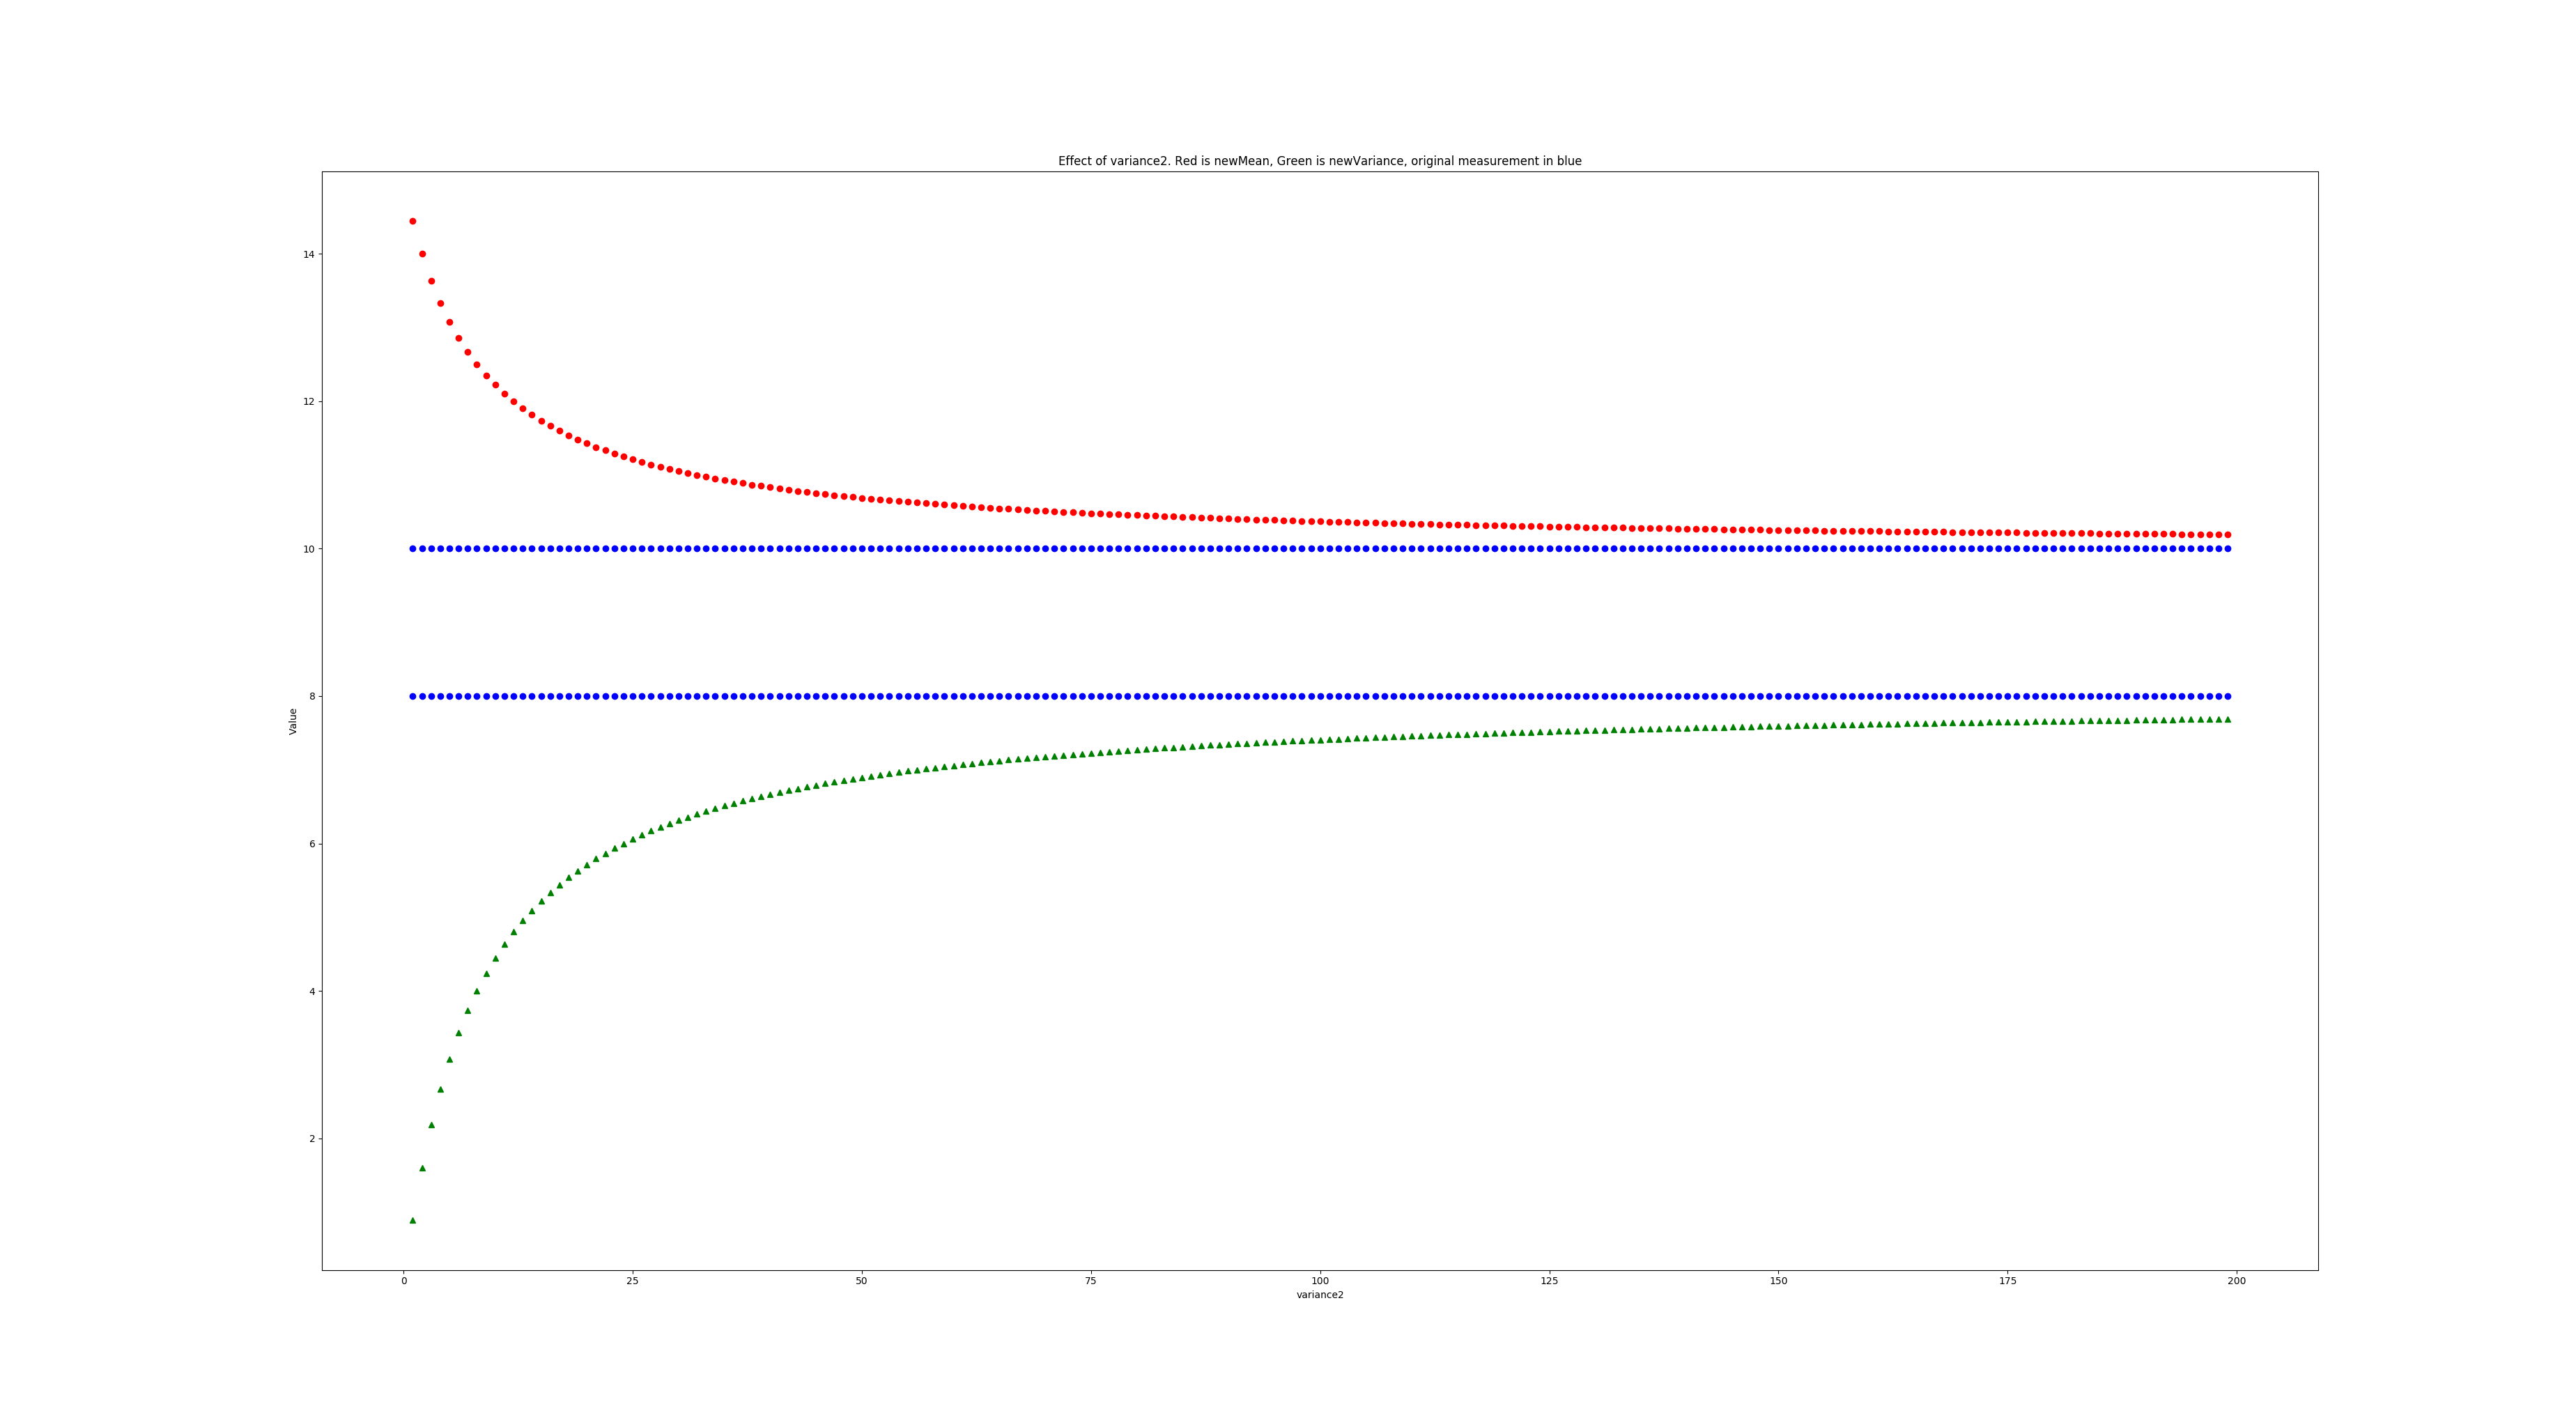 Effect of variance2. Red is newMean, Green is newVariance, original measurement in blue
14
12
10
8
6
4
2
Value
0 25 50 75 100 125 150 175 200
variance2